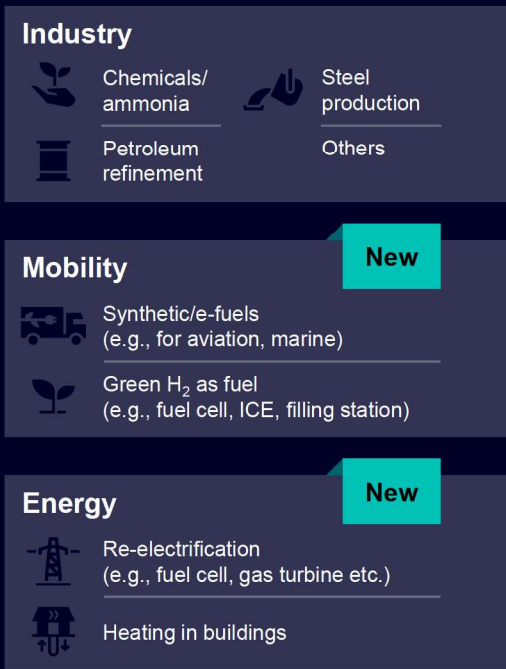 Industry
Chemicals/
ammonia
Steel
production
Petroleum
refinement
Others
New
Mobility
Synthetic/e-fuels
(e.g., for aviation, marine)
Green H₂ as fuel
(e.g., fuel cell, ICE, filling station)
New
Energy
Re-electrification
(e.g., fuel cell, gas turbine etc.)
Heating in buildings